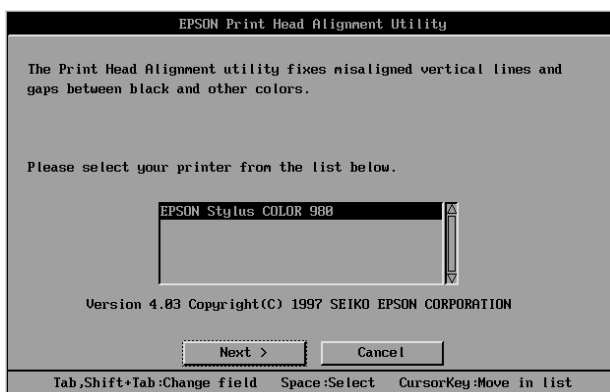 EPSON Print Head Alignment Utility
The Print Head Alignment utility fixes misaligned vertical lines and
gaps between black and other colors.
Please select your printer from the list below.
EPSON Stylus COLOR 980
Version 4.03 Copyright(C) 1997 SEIKO EPSON CORPORATION
Next > Cancel
Tab,Shift+Tab:Change field Space:Select CursorKey:Move in list